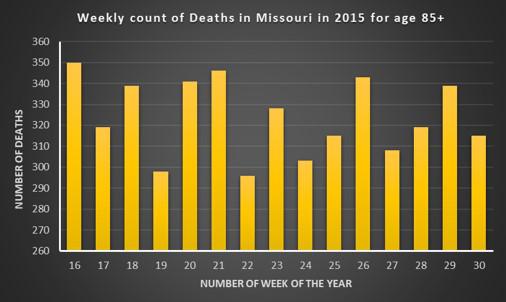 Weekly count of Deaths in Missouri in 2015 for age 85+
360
350
340
330
320
310
300
290
280
270
260
NUMBER OF DEATHS
16 17 18 19 20 21 22 23 24 25 26 27 28 29 30
NUMBER OF WEEK OF THE YEAR